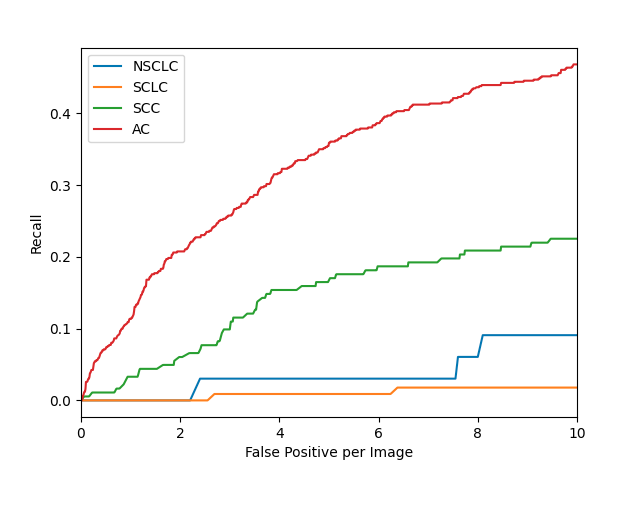 NSCLC
SCLC
SCC
AC
0.4
0.3
0.2
0.1
0.0
Recall
0 2 4 6 8 10
False Positive per Image